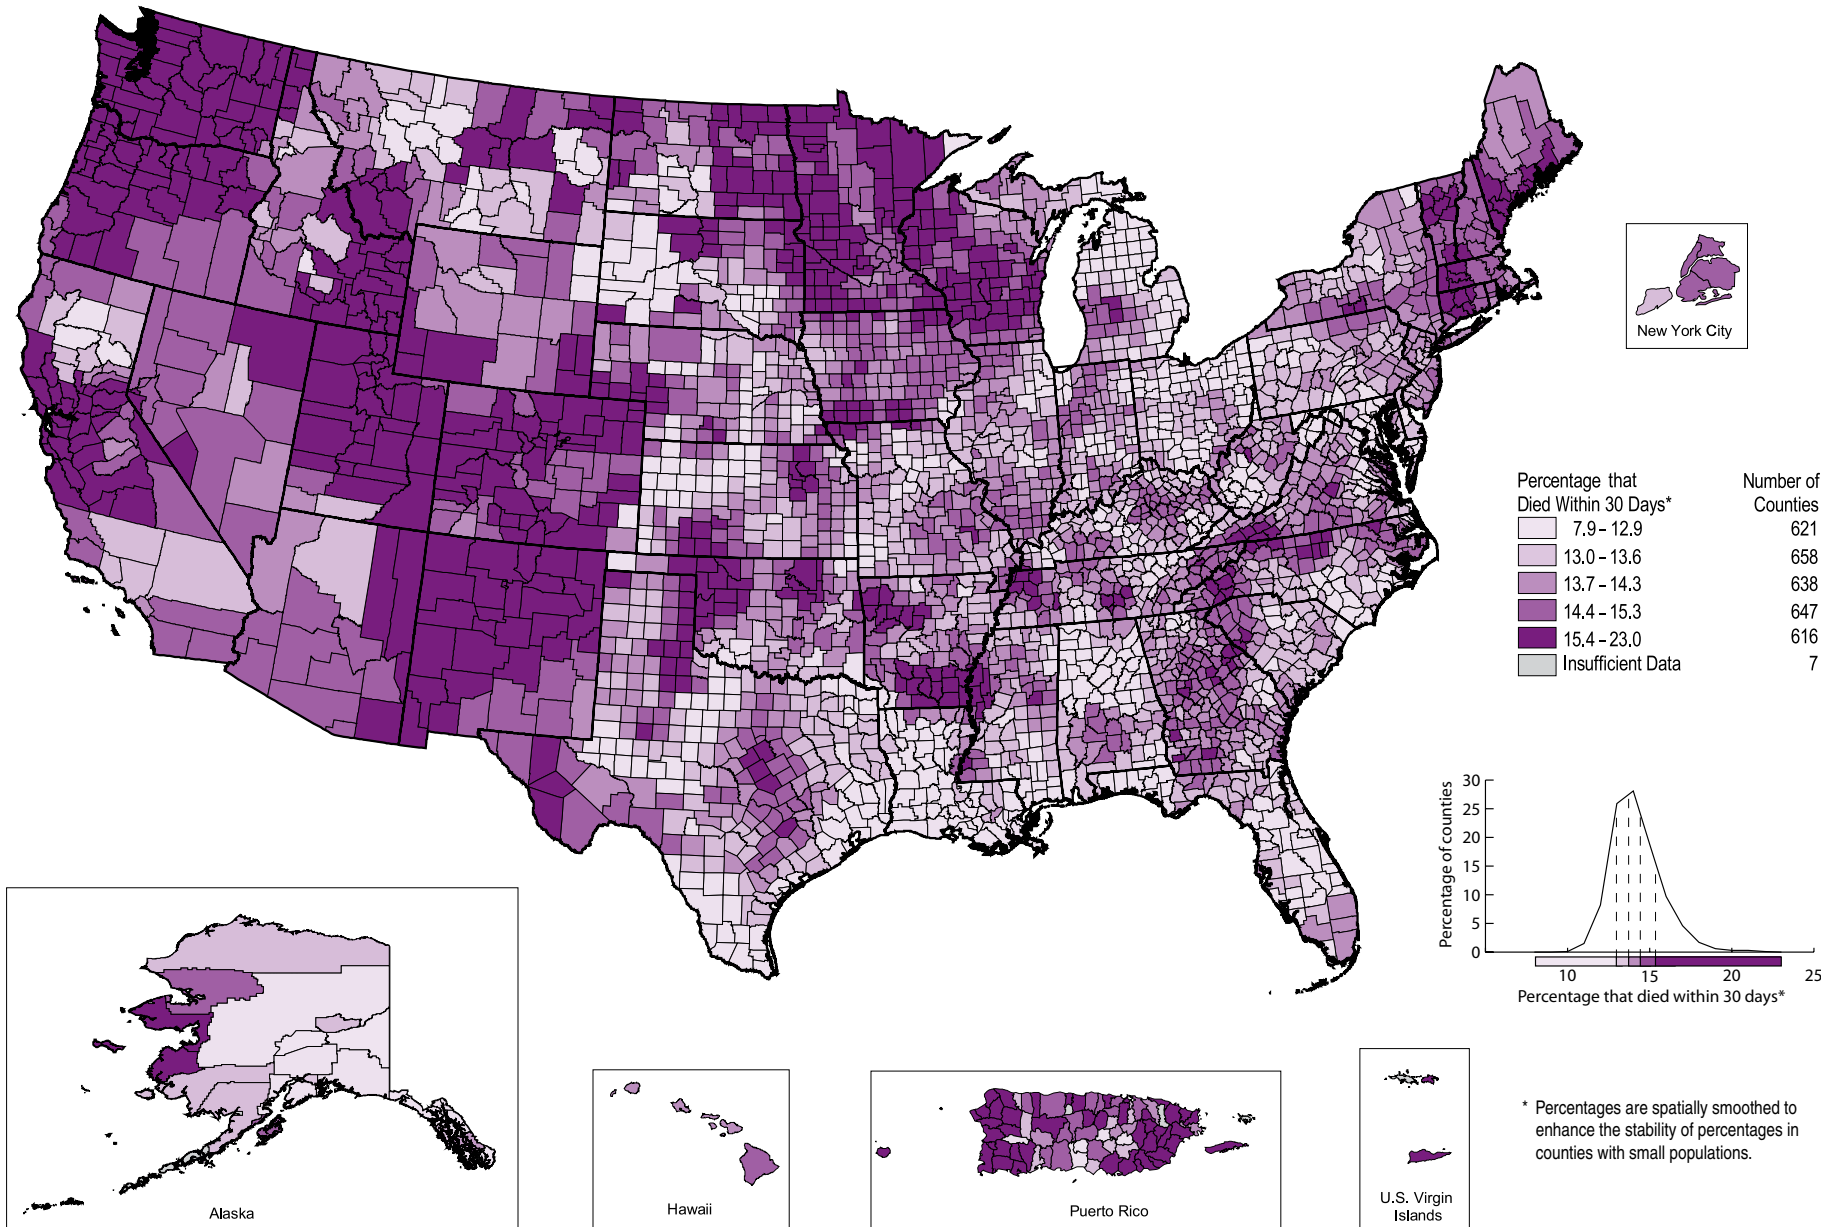 New York City
Percentage that Number of
Died Within 30 Days* Counties
7.9 – 12.9 621
13.0 – 13.6 658
13.7 – 14.3 638
14.4 – 15.3 647
15.4 – 23.0 616
Insufficient Data 7
30
25
20
15
10
5
0
Percentage of counties
10 15 20 25
Percentage that died within 30 days*
Alaska
Hawaii
Puerto Rico
U.S. Virgin
Islands
* Percentages are spatially smoothed to
enhance the stability of percentages in
counties with small populations.